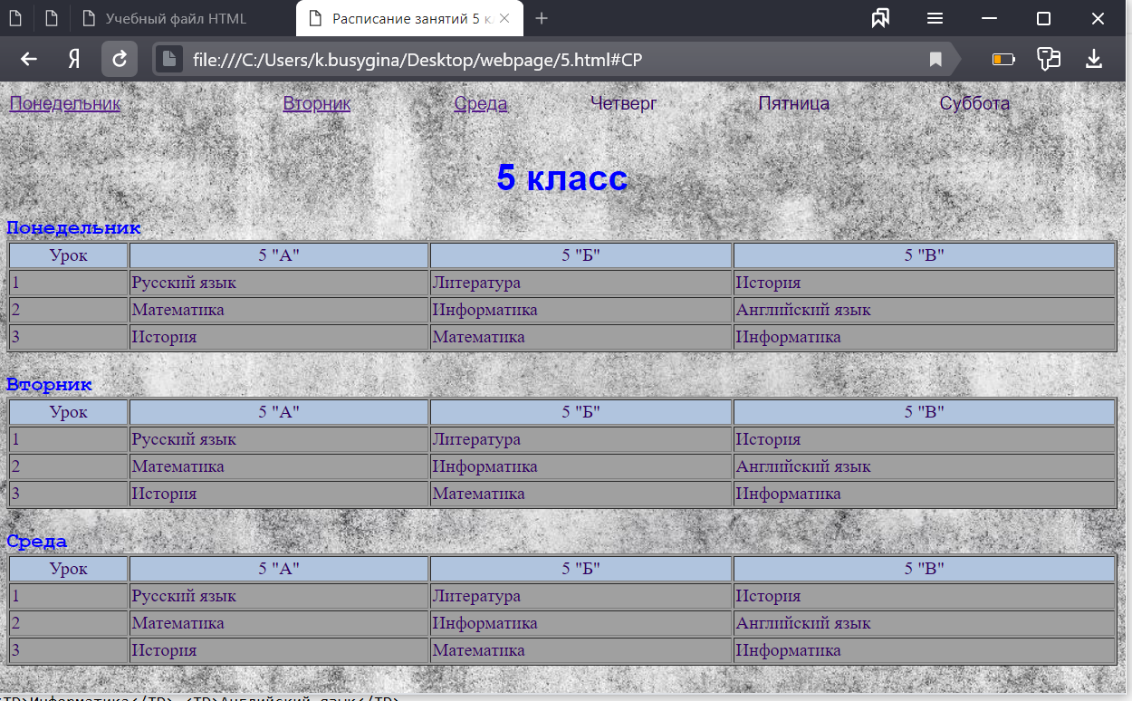 Учебный файл HTML Расписание занятий 5 к
file:///C:/Users/k.busygina/Desktop/webpage/5.html#CP
Понедельник Вторник Среда Четверг Пятница Суббота
5 класс
Понедельник
Урок 5 "А" 5 "Б" 5 "В"
1 Русский язык Литература История
2 Математика Информатика Английский язык
3 История Математика Информатика
Вторник
Урок 5 "А" 5 "Б" 5 "В"
1 Русский язык Литература История
2 Математика Информатика Английский язык
3 История Математика Информатика
Среда
Урок 5 "А" 5 "Б" 5 "В"
1 Русский язык Литература История
2 Математика Информатика Английский язык
3 История Математика Информатика